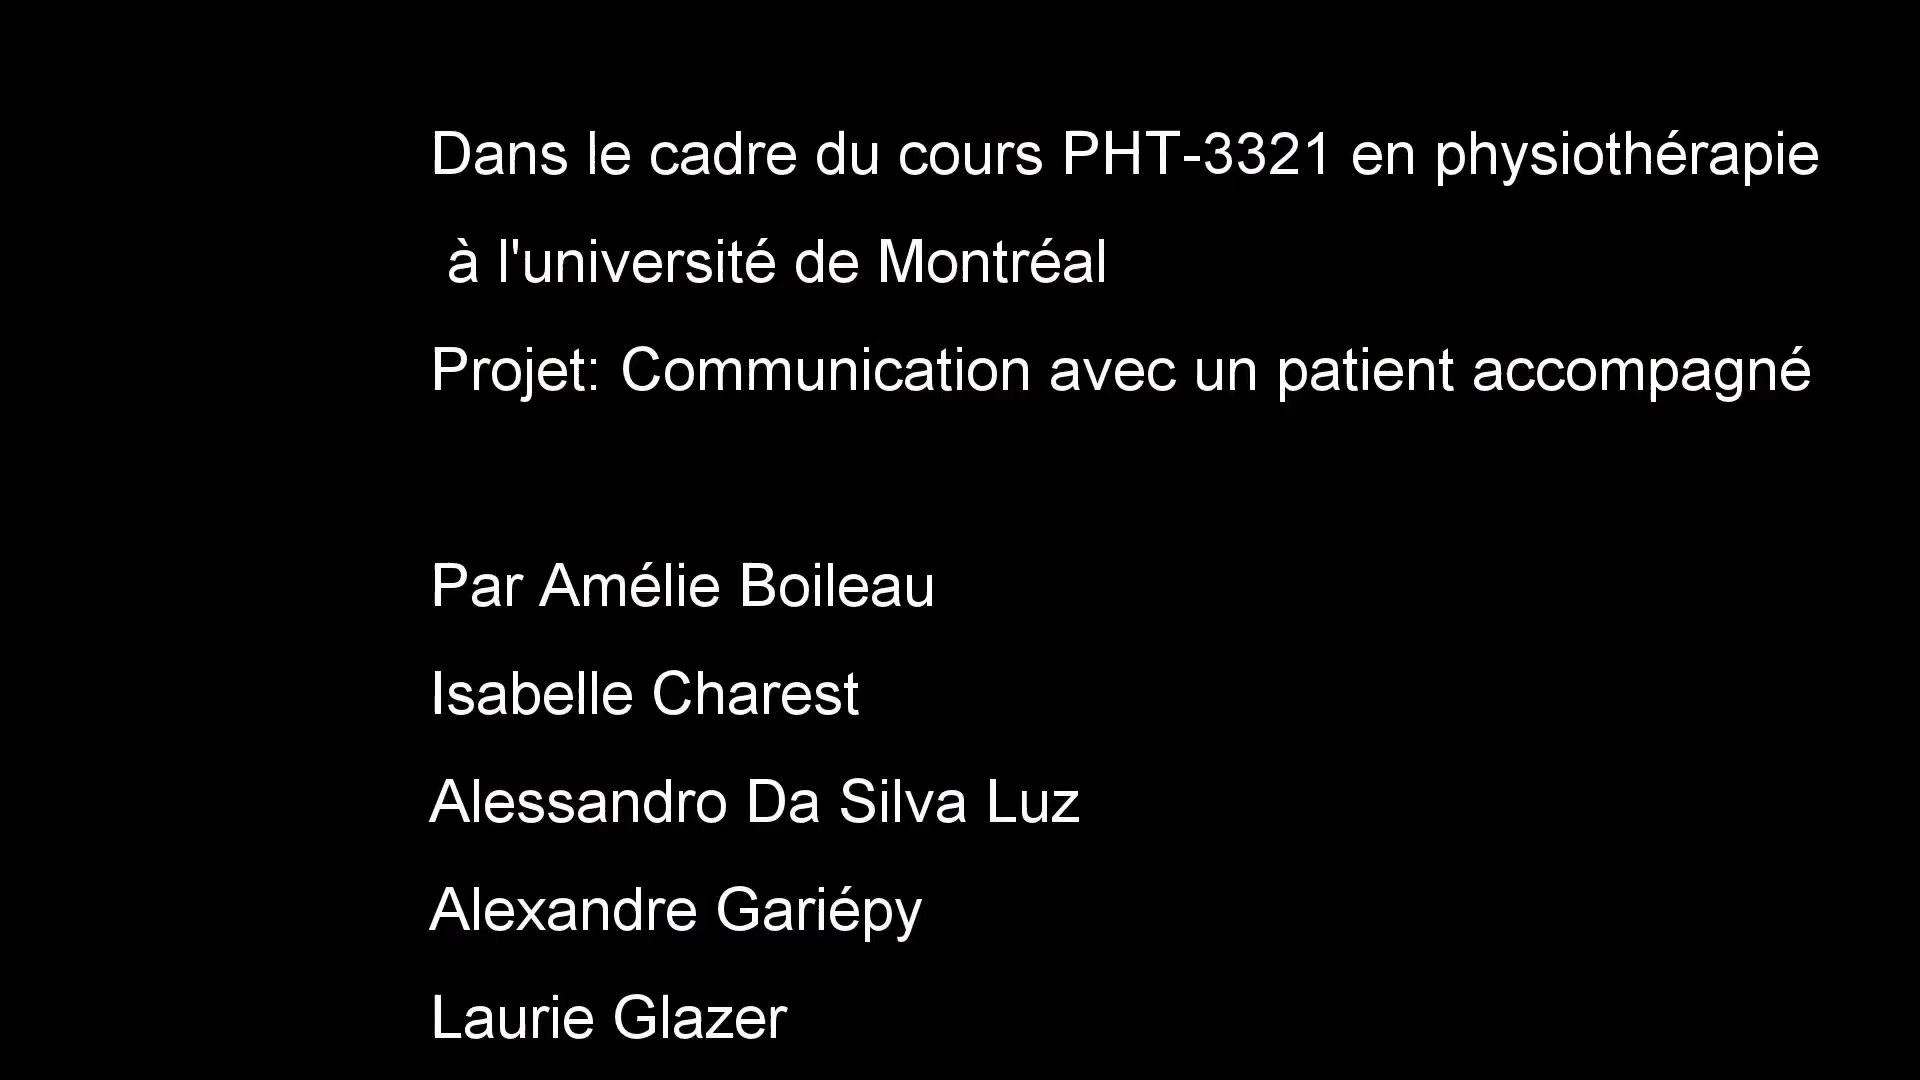 Dans le cadre du cours PHT-3321 en physiothérapie
à l'université de Montréal
Projet: Communication avec un patient accompagné
Par Amélie Boileau
Isabelle Charest
Alessandro Da Silva Luz
Alexandre Gariépy
Laurie Glazer